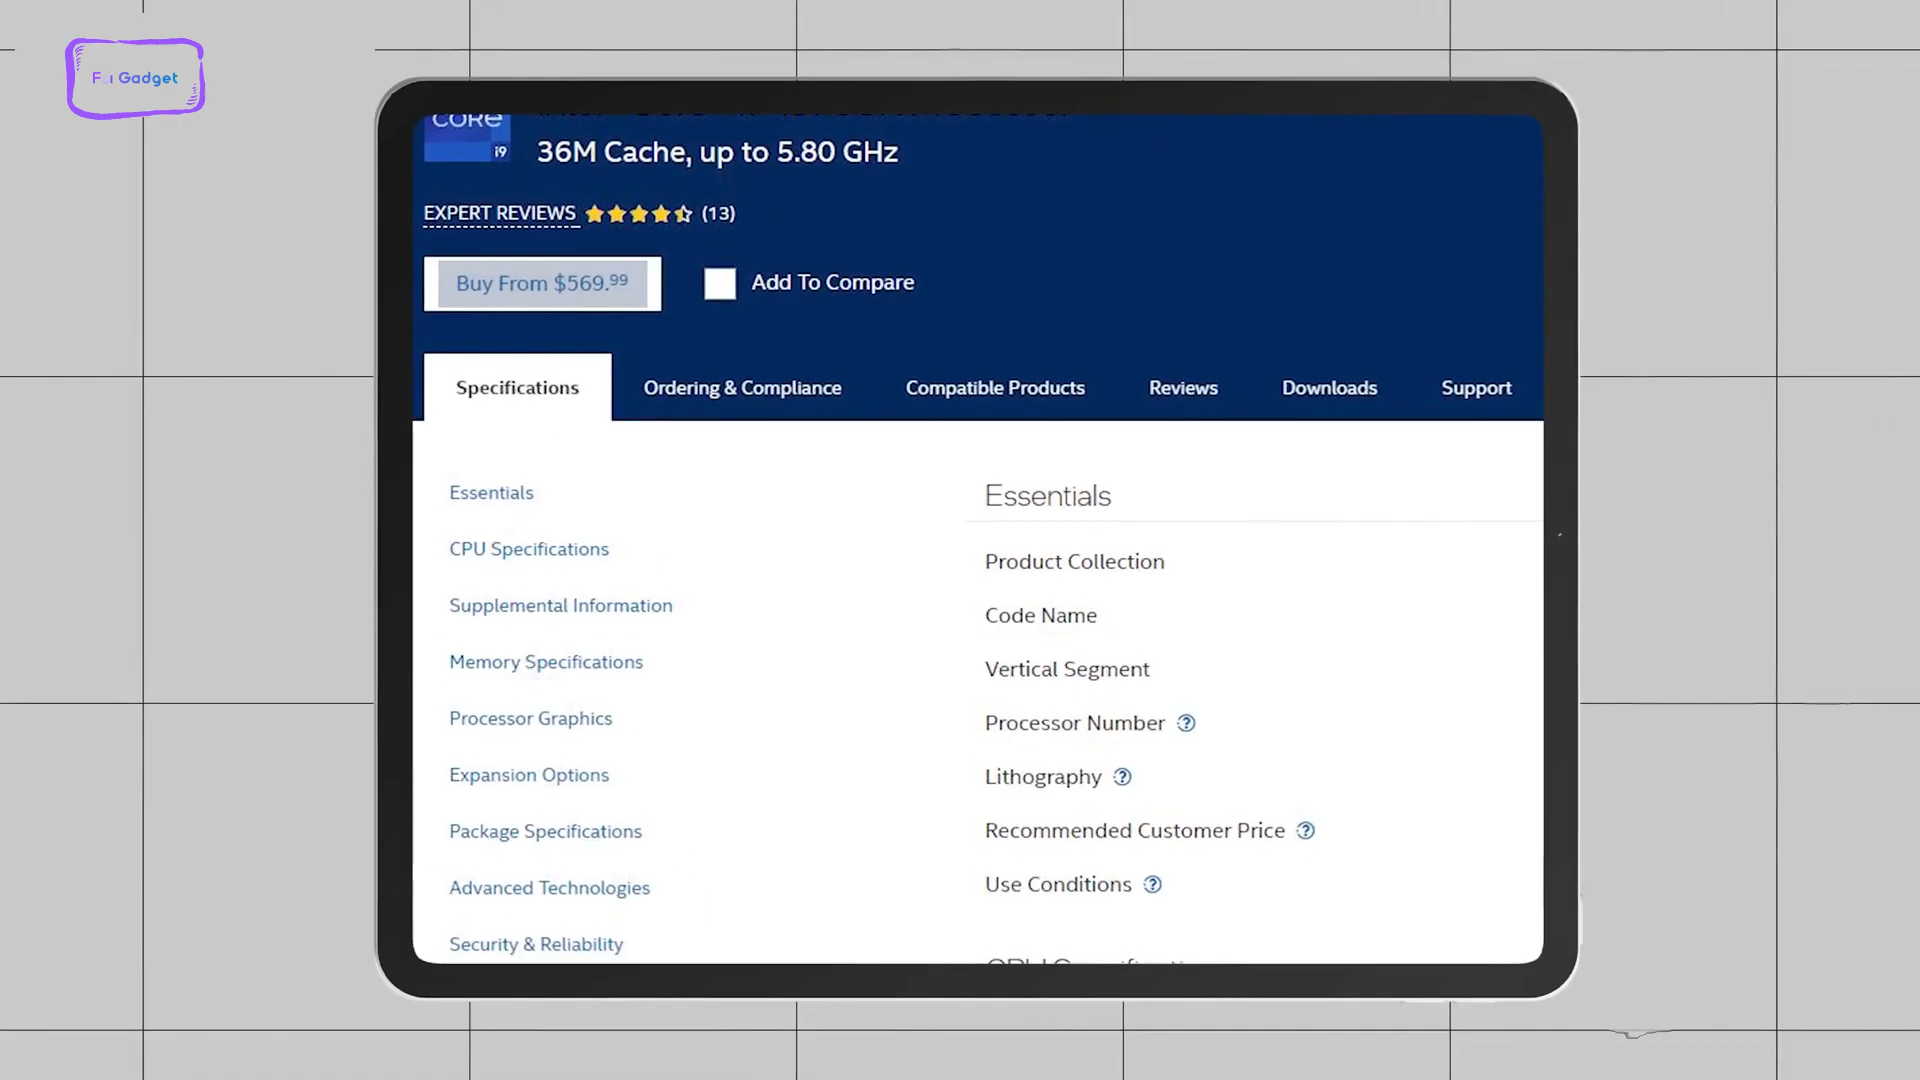 Gadget
CORE
i9
36M Cache, up to 5.80 GHz
EXPERT REVIEWS (13)
Buy From $569.99
Add To Compare
Specifications
Ordering & Compliance
Compatible Products
Reviews
Downloads
Support
Essentials
CPU Specifications
Supplemental Information
Memory Specifications
Processor Graphics
Expansion Options
Package Specifications
Advanced Technologies
Security & Reliability
Essentials
Product Collection
Code Name
Vertical Segment
Processor Number
Lithography
Recommended Customer Price
Use Conditions